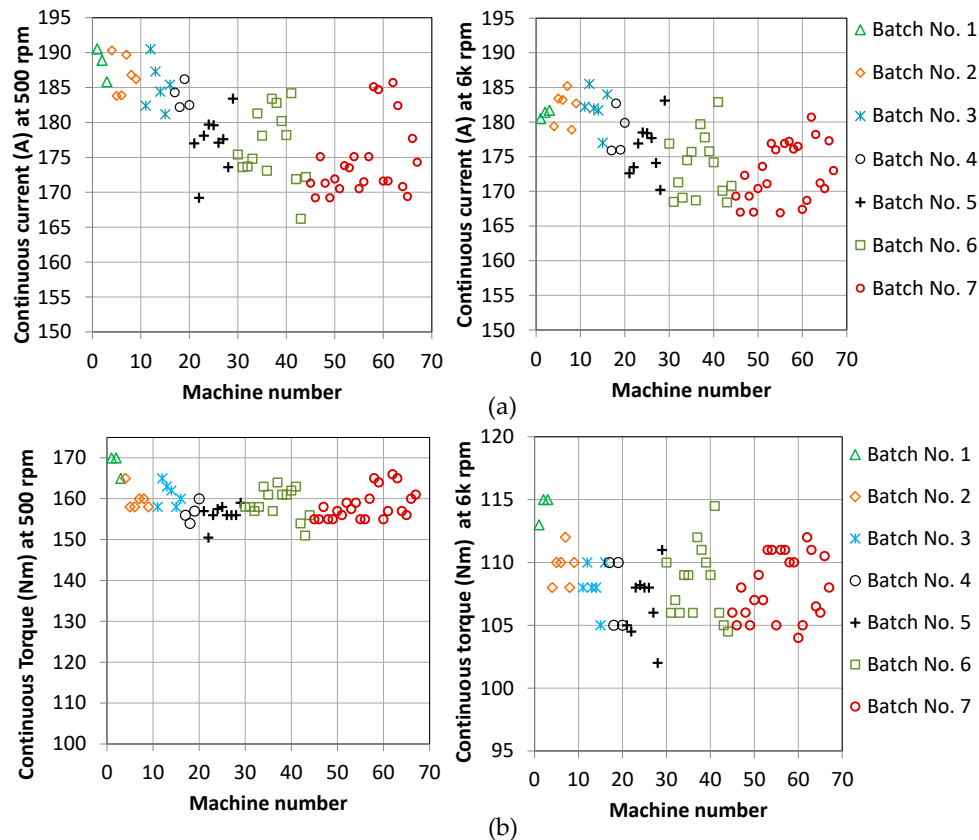 Continuous current (A) at 500 rpm
195
190
185
180
175
170
165
160
155
150
0 10 20 30 40 50 60 70
Machine number
Continuous current (A) at 6k rpm
195
190
185
180
175
170
165
160
155
150
0 10 20 30 40 50 60 70
Machine number
Batch No. 1
Batch No. 2
Batch No. 3
Batch No. 4
Batch No. 5
Batch No. 6
Batch No. 7
(a)
Continuous Torque (Nm) at 500 rpm
170
160
150
140
130
120
110
100
0 10 20 30 40 50 60 70
Machine number
Continuous torque (Nm) at 6k rpm
120
115
110
105
100
95
0 10 20 30 40 50 60 70
Machine number
Batch No. 1
Batch No. 2
Batch No. 3
Batch No. 4
Batch No. 5
Batch No. 6
Batch No. 7
(b)